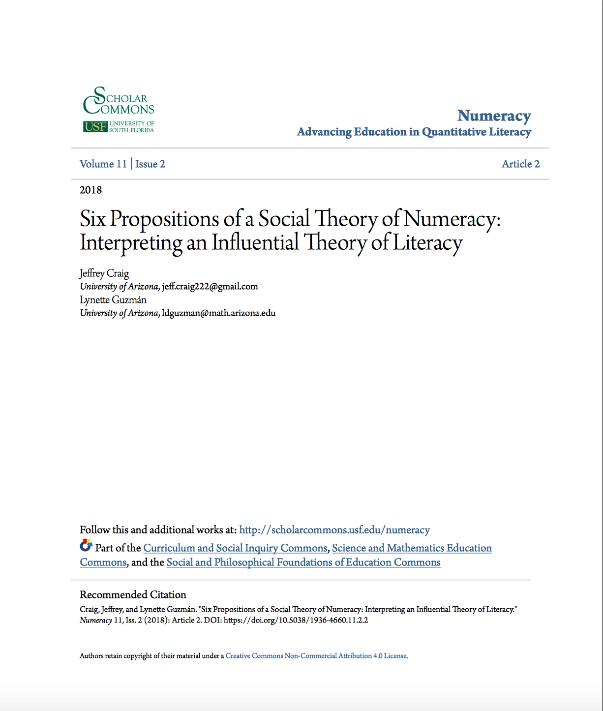 SCHOLAR
COMMONS
USF UNIVERSITY OF
SOUTH FLORIDA
Numeracy
Advancing Education in Quantitative Literacy
Volume 11 | Issue 2 Article 2
2018
Six Propositions of a Social Theory of Numeracy:
Interpreting an Influential Theory of Literacy
Jeffrey Craig
University of Arizona, jeff.craig222@gmail.com
Lynette Guzmán
University of Arizona, ldguzman@math.arizona.edu
Follow this and additional works at: http://scholarcommons.usf.edu/numeracy
Part of the Curriculum and Social Inquiry Commons, Science and Mathematics Education
Commons, and the Social and Philosophical Foundations of Education Commons
Recommended Citation
Craig, Jeffrey, and Lynette Guzmán. "Six Propositions of a Social Theory of Numeracy: Interpreting an Influential Theory of Literacy."
Numeracy 11, Iss. 2 (2018): Article 2. DOI: https://doi.org/10.5038/1936-4660.11.2.2
Authors retain copyright of their material under a Creative Commons Non-Commercial Attribution 4.0 License.